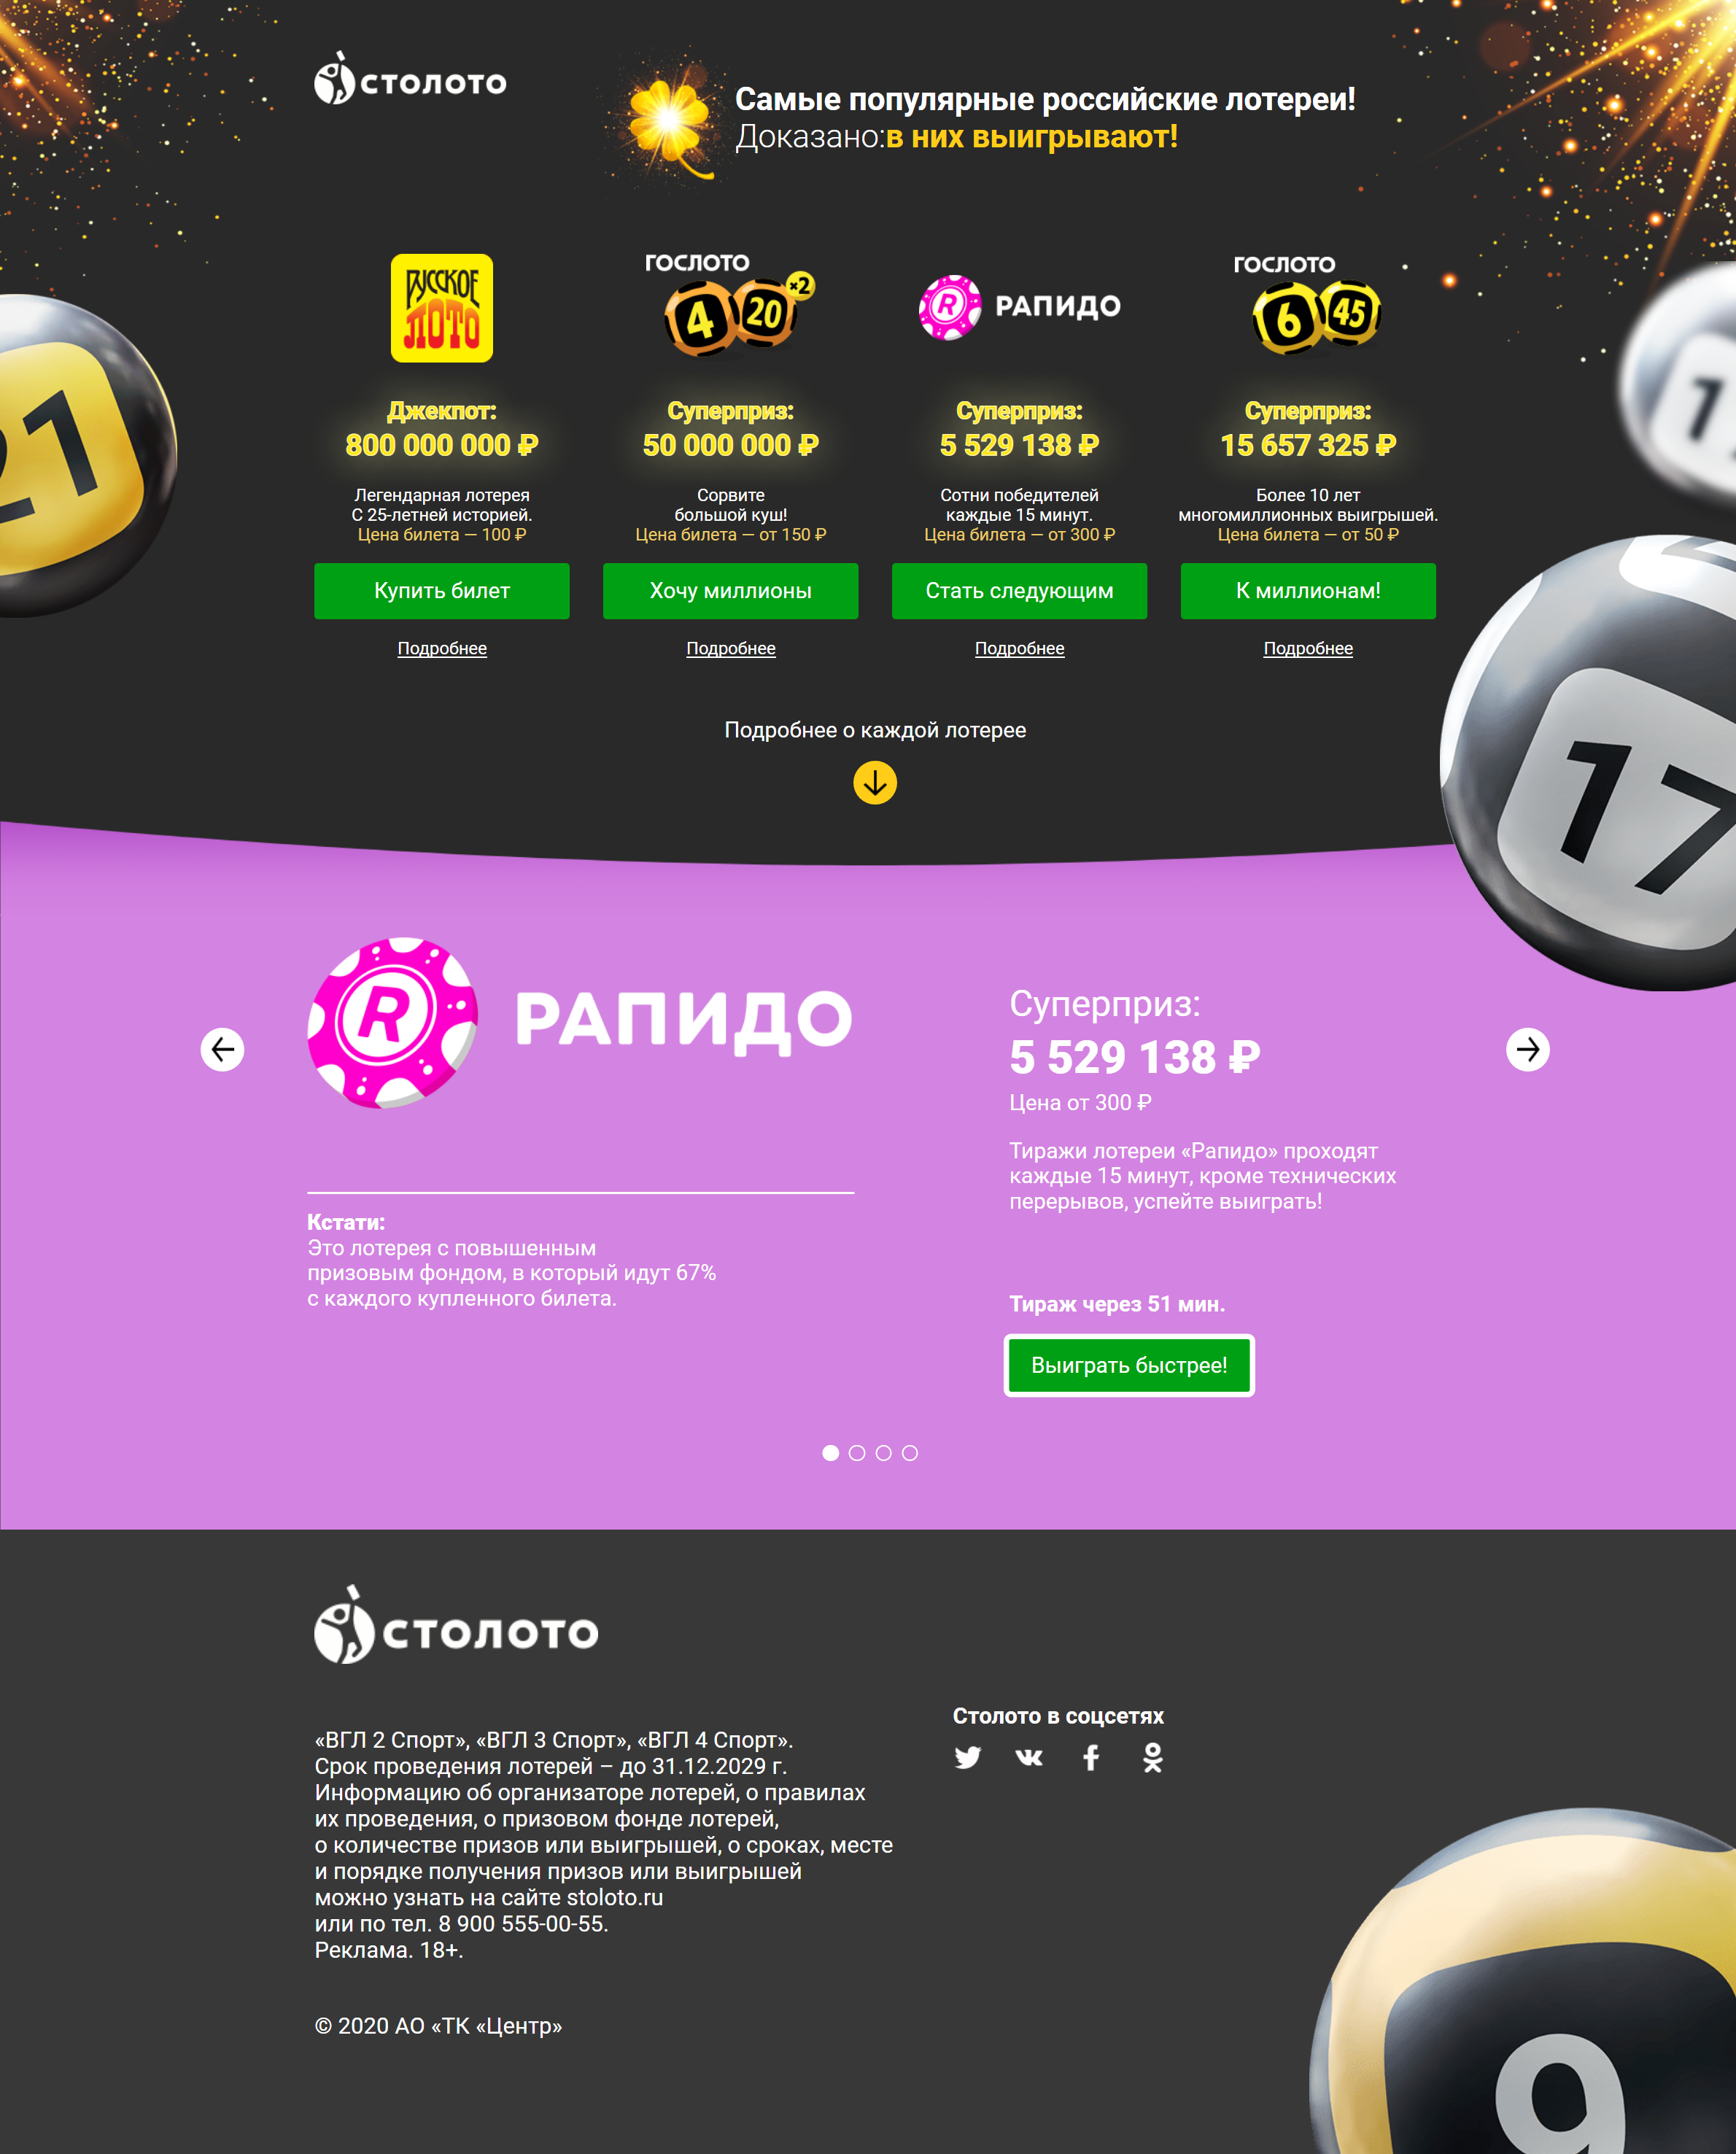 столото
Самые популярные российские лотереи!
Доказано:в них выигрывают!
РУССКОЕ
ЛОТО
ГОСЛОТО
4 20 ×2
R РАПИДО
ГОСЛОТО
6 45
21
1
Джекпот:
800 000 000 ₽
Суперприз:
50 000 000 ₽
Суперприз:
5 529 138 ₽
Суперприз:
15 657 325 ₽
Легендарная лотерея
С 25-летней историей.
Цена билета — 100 ₽
Сорвите
большой куш!
Цена билета — от 150 ₽
Сотни победителей
каждые 15 минут.
Цена билета — от 300 ₽
Более 10 лет
многомиллионных выигрышей.
Цена билета — от 50 ₽
Купить билет
Хочу миллионы
Стать следующим
К миллионам!
Подробнее
Подробнее
Подробнее
Подробнее
Подробнее о каждой лотерее
17
R РАПИДО
Кстати:
Это лотерея с повышенным
призовым фондом, в который идут 67%
с каждого купленного билета.
Суперприз:
5 529 138 ₽
Цена от 300 ₽
Тиражи лотереи «Рапидо» проходят
каждые 15 минут, кроме технических
перерывов, успейте выиграть!
Тираж через 51 мин.
Выиграть быстрее!
столото
«ВГЛ 2 Спорт», «ВГЛ 3 Спорт», «ВГЛ 4 Спорт».
Срок проведения лотерей – до 31.12.2029 г.
Информацию об организаторе лотерей, о правилах
их проведения, о призовом фонде лотерей,
о количестве призов или выигрышей, о сроках, месте
и порядке получения призов или выигрышей
можно узнать на сайте stoloto.ru
или по тел. 8 900 555-00-55.
Реклама. 18+.
© 2020 АО «ТК «Центр»
Столото в соцсетях
9